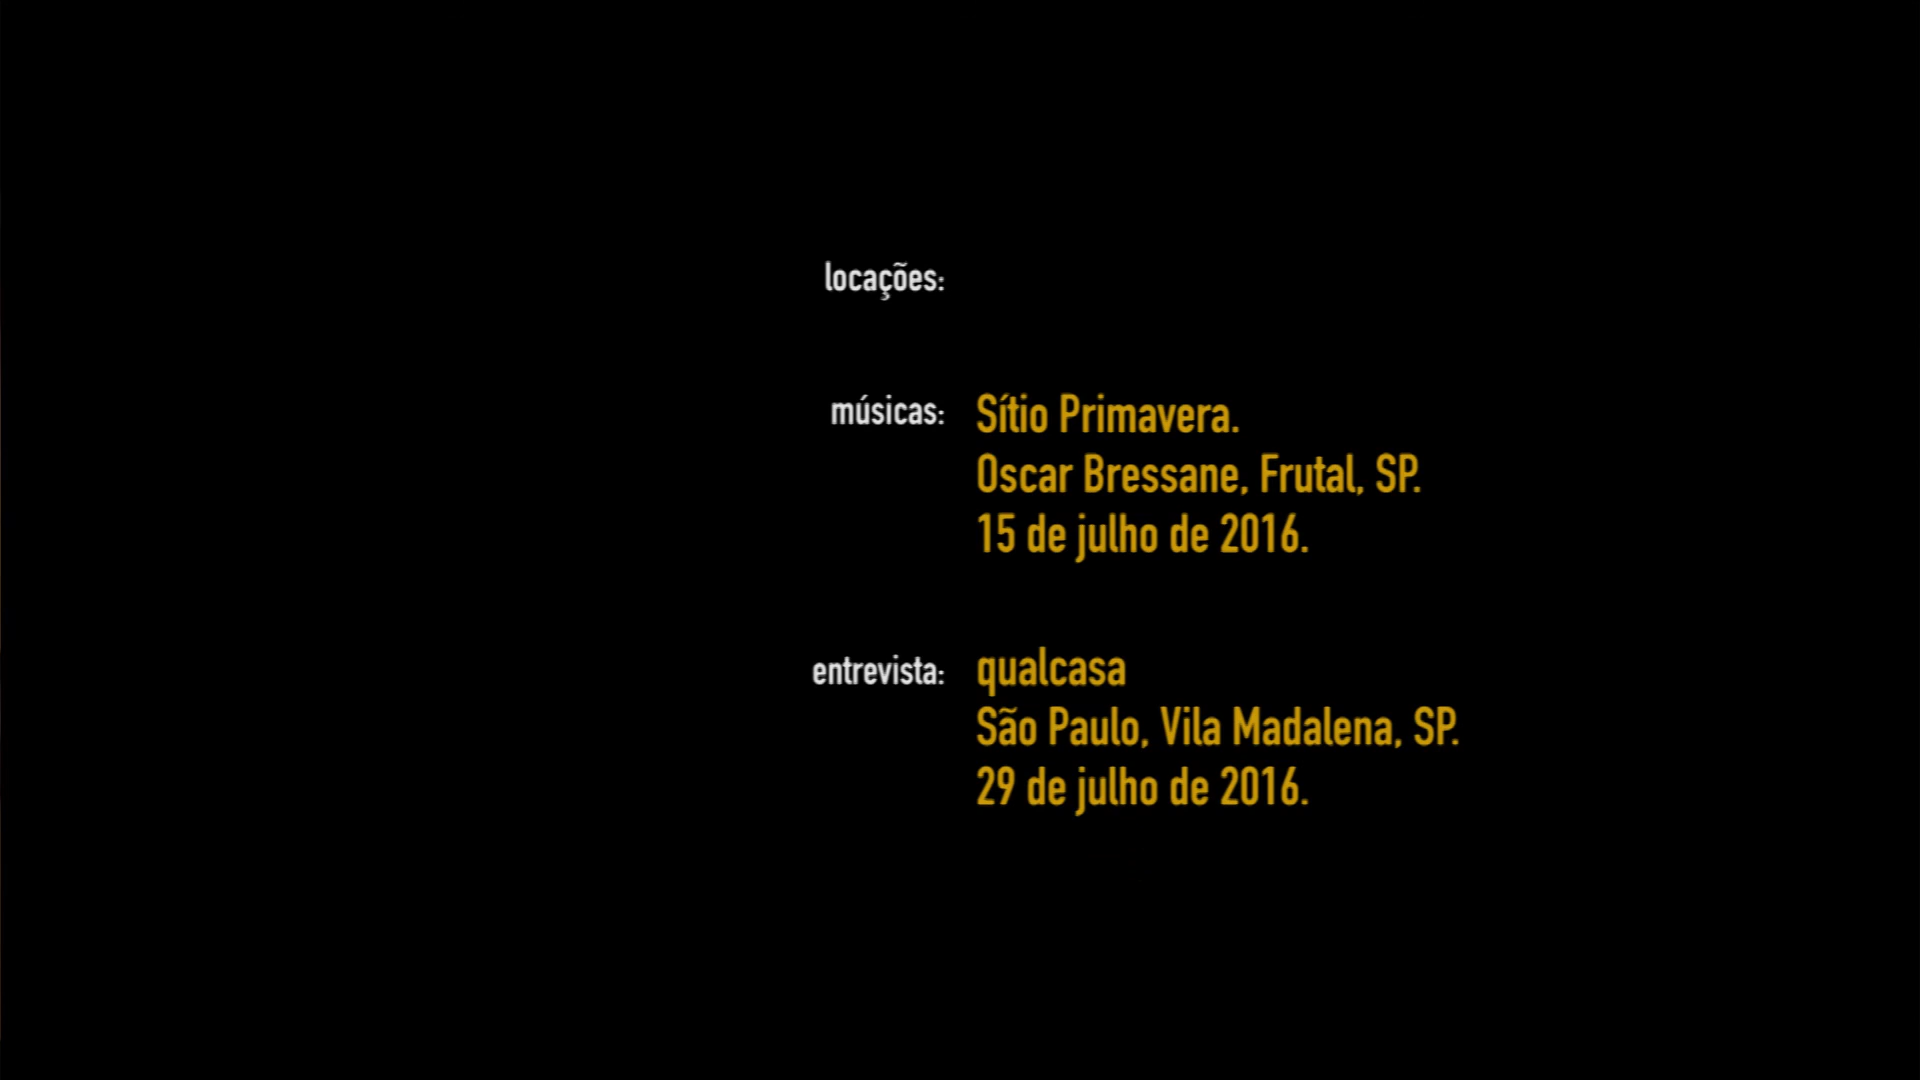 locações:
músicas: Sítio Primavera.
Oscar Bressane, Frutal, SP.
15 de julho de 2016.
entrevista: qualcasa
São Paulo, Vila Madalena, SP.
29 de julho de 2016.